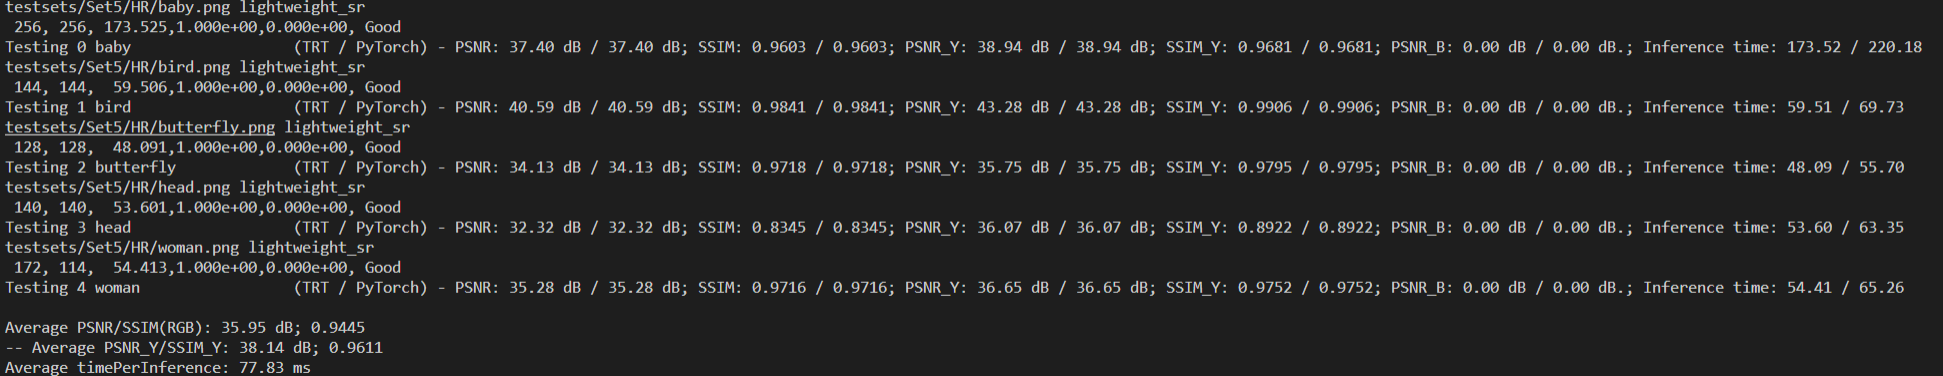 testsets/Set5/HR/baby.png lightweight_sr
256, 256, 173.525,1.000e+00,0.000e+00, Good
Testing 0 baby (TRT / PyTorch) - PSNR: 37.40 dB / 37.40 dB; SSIM: 0.9603 / 0.9603; PSNR_Y: 38.94 dB / 38.94 dB; SSIM_Y: 0.9681 / 0.9681; PSNR_B: 0.00 dB / 0.00 dB.; Inference time: 173.52 / 220.18
testsets/Set5/HR/bird.png lightweight_sr
144, 144, 59.506,1.000e+00,0.000e+00, Good
Testing 1 bird (TRT / PyTorch) - PSNR: 40.59 dB / 40.59 dB; SSIM: 0.9841 / 0.9841; PSNR_Y: 43.28 dB / 43.28 dB; SSIM_Y: 0.9906 / 0.9906; PSNR_B: 0.00 dB / 0.00 dB.; Inference time: 59.51 / 69.73
testsets/Set5/HR/butterfly.png lightweight_sr
128, 128, 48.091,1.000e+00,0.000e+00, Good
Testing 2 butterfly (TRT / PyTorch) - PSNR: 34.13 dB / 34.13 dB; SSIM: 0.9718 / 0.9718; PSNR_Y: 35.75 dB / 35.75 dB; SSIM_Y: 0.9795 / 0.9795; PSNR_B: 0.00 dB / 0.00 dB.; Inference time: 48.09 / 55.70
testsets/Set5/HR/head.png lightweight_sr
140, 140, 53.601,1.000e+00,0.000e+00, Good
Testing 3 head (TRT / PyTorch) - PSNR: 32.32 dB / 32.32 dB; SSIM: 0.8345 / 0.8345; PSNR_Y: 36.07 dB / 36.07 dB; SSIM_Y: 0.8922 / 0.8922; PSNR_B: 0.00 dB / 0.00 dB.; Inference time: 53.60 / 63.35
testsets/Set5/HR/woman.png lightweight_sr
172, 114, 54.413,1.000e+00,0.000e+00, Good
Testing 4 woman (TRT / PyTorch) - PSNR: 35.28 dB / 35.28 dB; SSIM: 0.9716 / 0.9716; PSNR_Y: 36.65 dB / 36.65 dB; SSIM_Y: 0.9752 / 0.9752; PSNR_B: 0.00 dB / 0.00 dB.; Inference time: 54.41 / 65.26
Average PSNR/SSIM(RGB): 35.95 dB; 0.9445
-- Average PSNR_Y/SSIM_Y: 38.14 dB; 0.9611
Average timePerInference: 77.83 ms